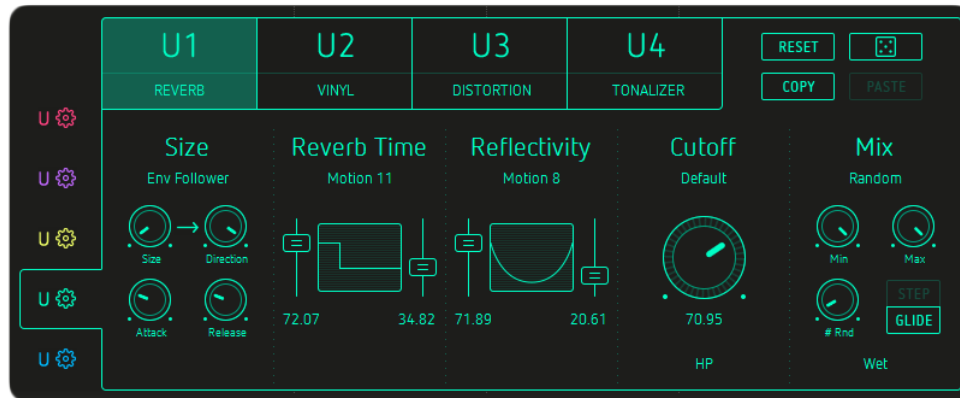 U1 U2 U3 U4 RESET
REVERB VINYL DISTORTION TONALIZER COPY PASTE
U
U
U
U
U
Size Reverb Time Reflectivity Cutoff Mix
Env Follower Motion 11 Motion 8 Default Random
Size Direction Min Max
Attack Release # Rnd STEP
GLIDE
72.07 34.82 71.89 20.61 70.95
HP Wet